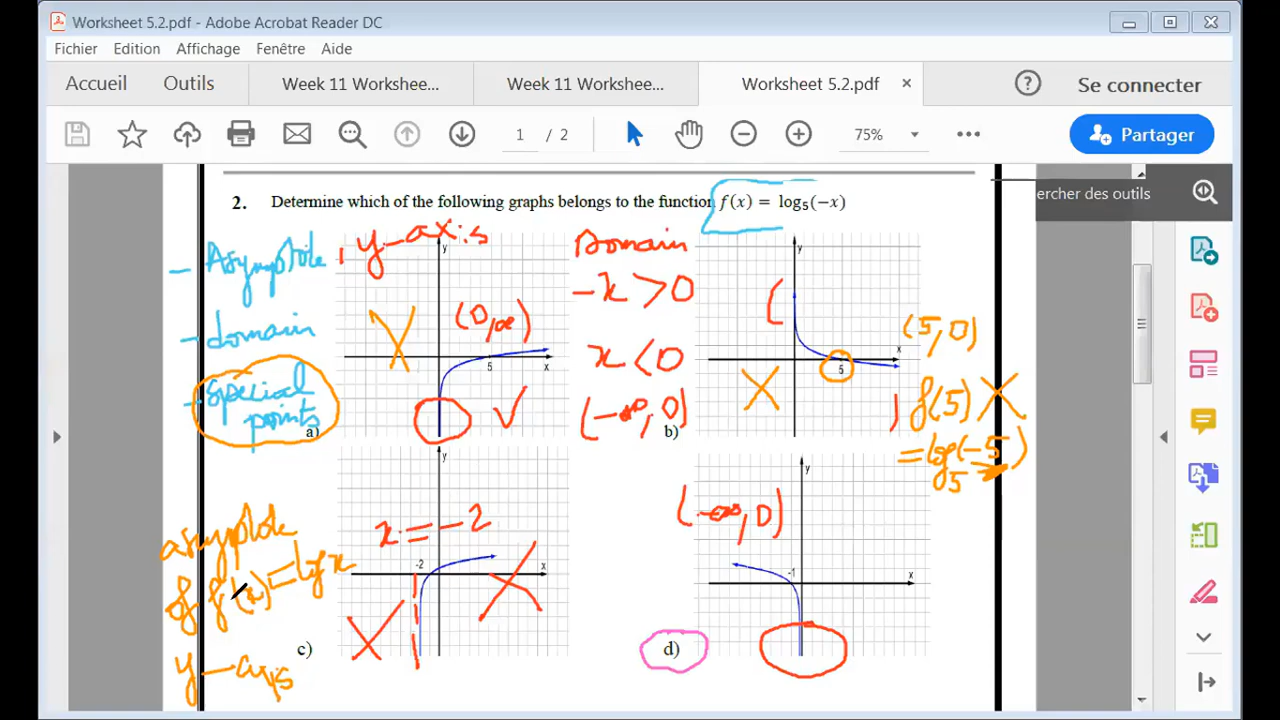 Worksheet 5.2.pdf - Adobe Acrobat Reader DC
Fichier Edition Affichage Fenêtre Aide
Accueil Outils Week 11 Workshee... Week 11 Workshee... Worksheet 5.2.pdf × ? Se connecter
1 / 2 75% Partager
chercher des outils
2. Determine which of the following graphs belongs to the function f(x) = log₅(−x)
- Asymptote, y-axis
- domain
- special points
y
(0,∞)
5
x
a)
Domain
-x > 0
x < 0
(-∞, 0)
y
(
x
5
(5,0)
f(5)
= log₅(-5)
)
b)
asymptote
of f(x) = log x
y-axis
y
x = -2
-2
x
c)
y
(-∞, 0)
-1
x
d)